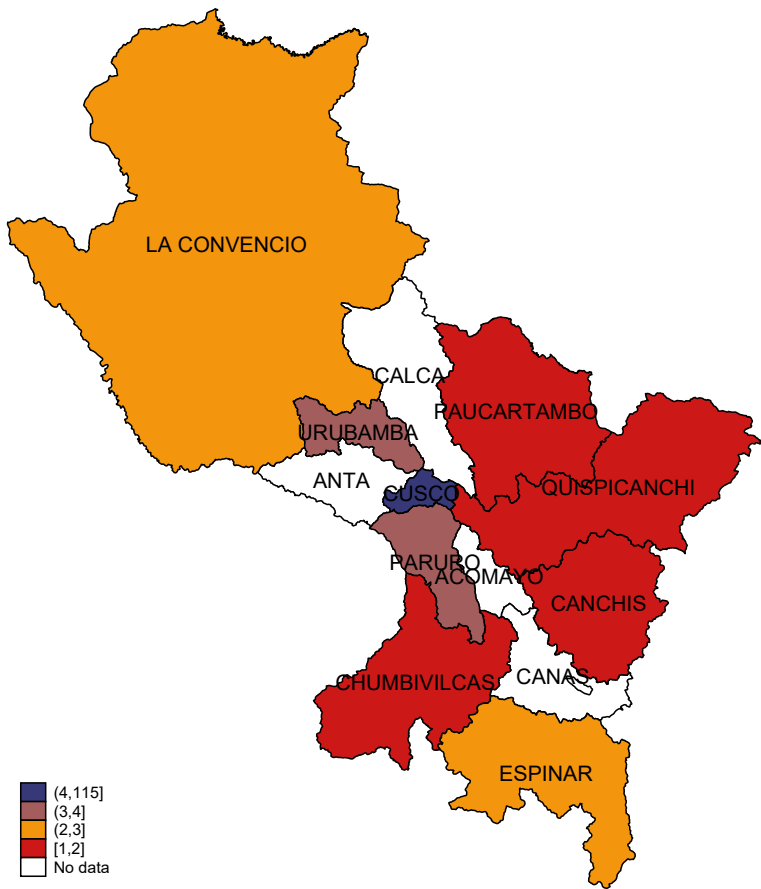 LA CONVENCIO
CALCA
PAUCARTAMBO
URUBAMBA
ANTA
CUSCO
QUISPICANCHI
PARURO
ACOMAYO
CANCHIS
CHUMBIVILCAS
CANAS
ESPINAR
(4,115]
(3,4]
(2,3]
[1,2]
No data